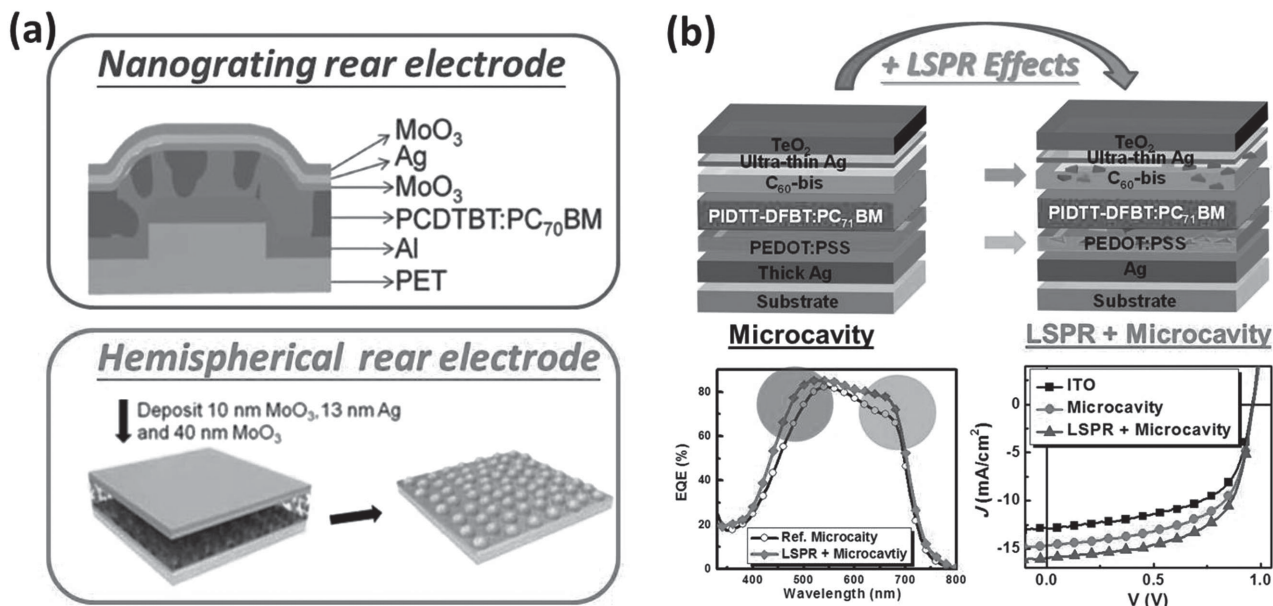 (a)
Nanograting rear electrode
MoO₃
Ag
MoO₃
PCDTBT:PC₇₀BM
Al
PET
Hemispherical rear electrode
Deposit 10 nm MoO₃, 13 nm Ag
and 40 nm MoO₃
(b)
+ LSPR Effects
TeO₂
Ultra-thin Ag
C₆₀-bis
PIDTT-DFBT:PC₇₁BM
PEDOT:PSS
Thick Ag
Substrate
TeO₂
Ultra-thin Ag
C₆₀-bis
PIDTT-DFBT:PC₇₁BM
PEDOT:PSS
Ag
Substrate
Microcavity
LSPR + Microcavity
EQE (%)
80
60
40
20
0
Ref. Microcaity
LSPR + Microcavtiy
400 500 600 700 800
Wavelength (nm)
J (mA/cm²)
0
-5
-10
-15
ITO
Microcavity
LSPR + Microcavity
0.0 0.5 1.0
V (V)